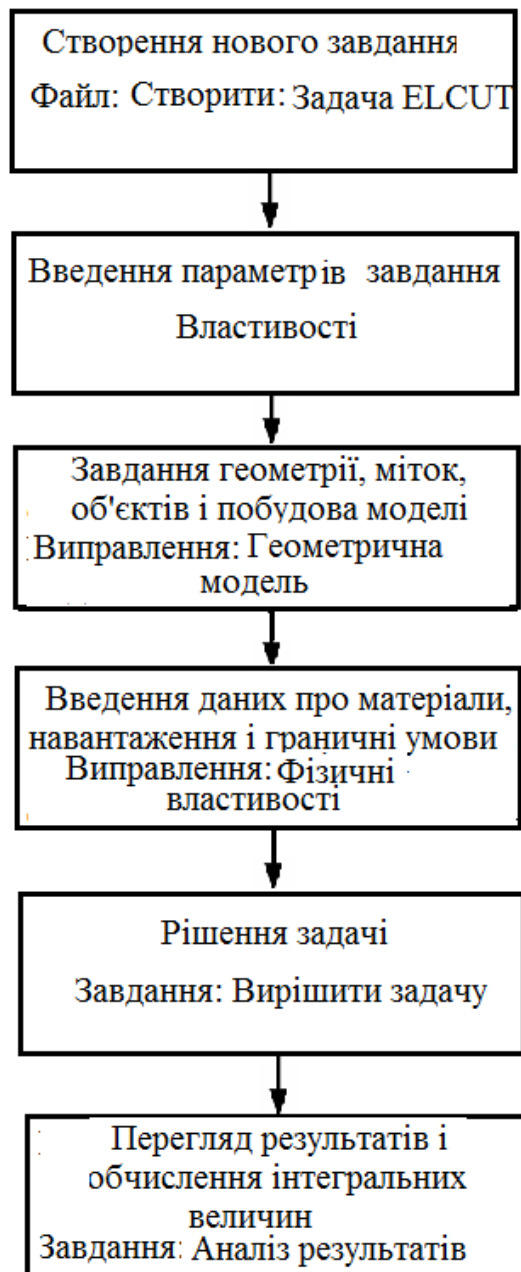 Створення нового завдання
Файл: Створити: Задача ELCUT
Введення параметрів завдання
Властивості
Завдання геометрії, міток,
об'єктів і побудова моделі
Виправлення: Геометрична
модель
Введення даних про матеріали,
навантаження і граничні умови
Виправлення: Фізичні
властивості
Рішення задачі
Завдання: Вирішити задачу
Перегляд результатів і
обчислення інтегральних
величин
Завдання: Аналіз результатів